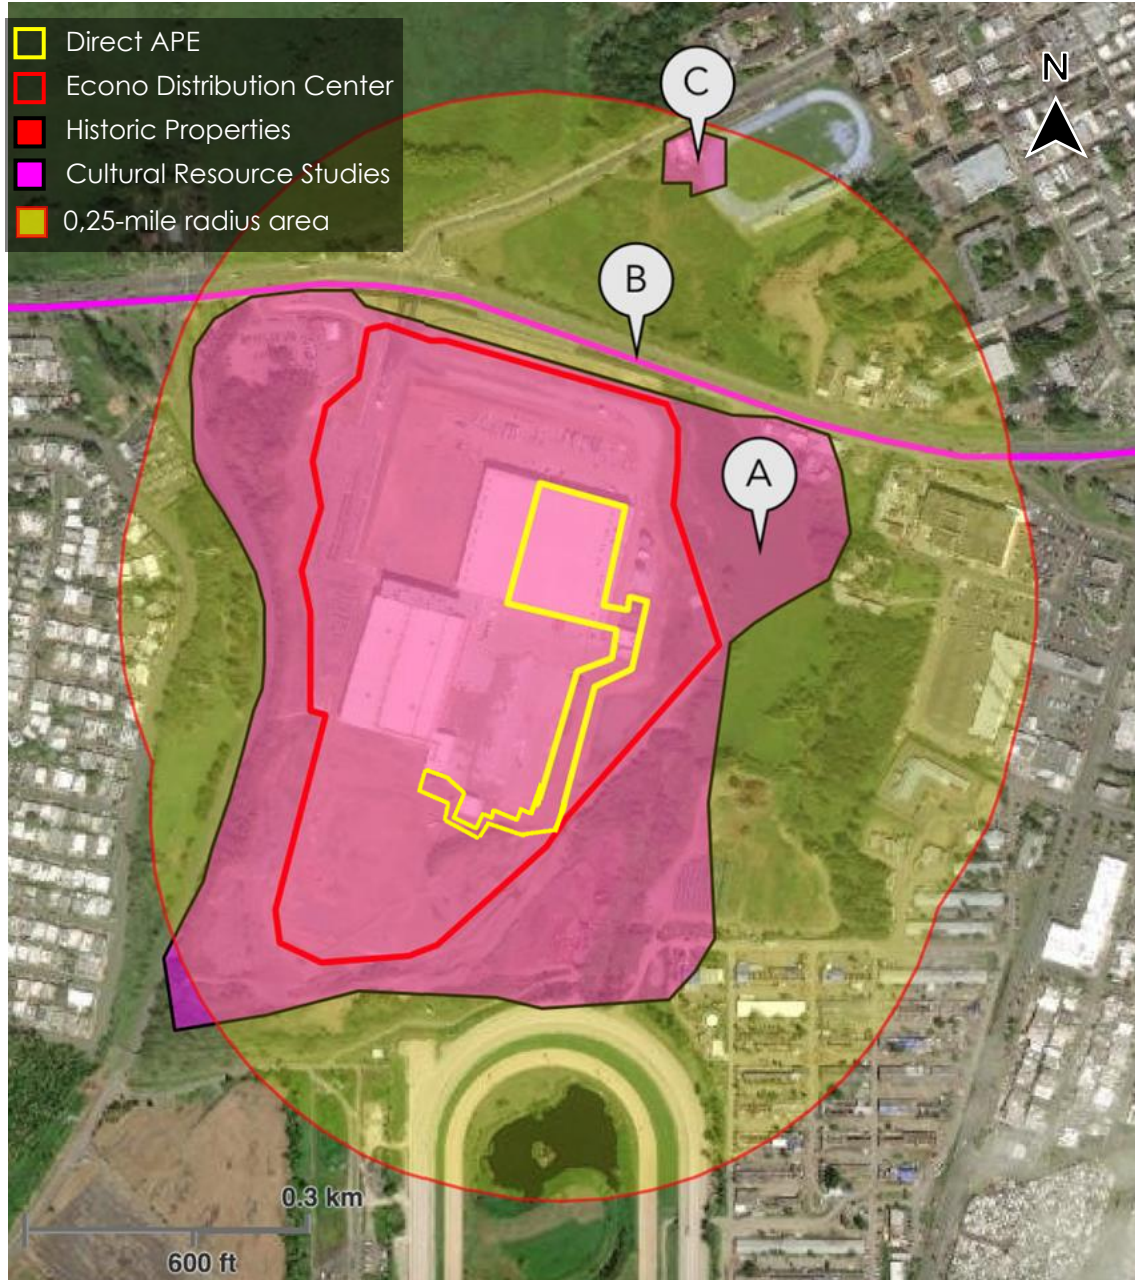 Direct APE
Econo Distribution Center
Historic Properties
Cultural Resource Studies
0,25-mile radius area
N
C
B
A
0.3 km
600 ft